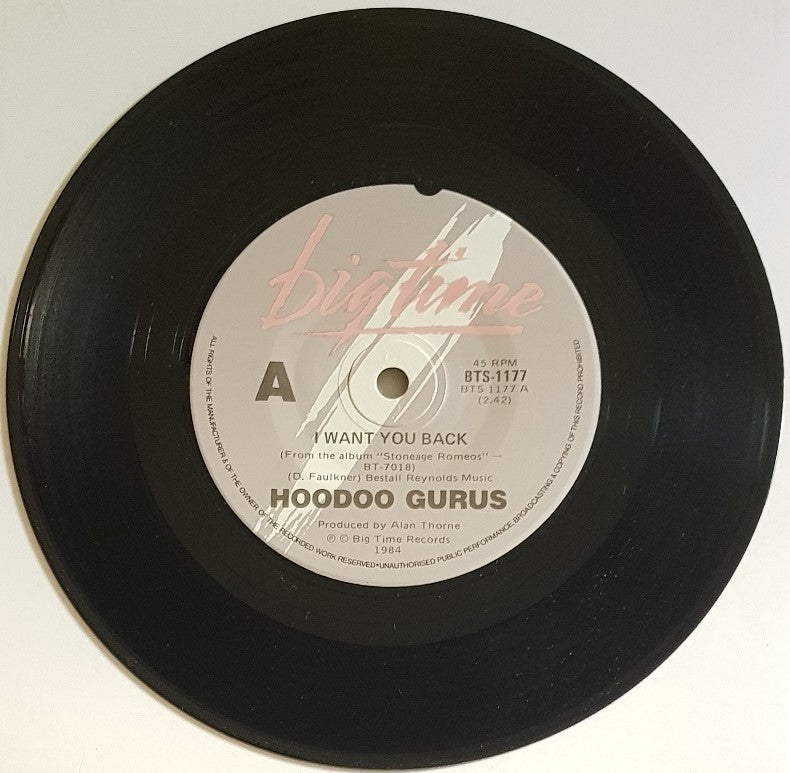 bigtime
A
45 RPM
BTS-1177
BTS 1177 A
(2.42)
I WANT YOU BACK
(From the album "Stoneage Romeos" —
BT-7018)
(D. Faulkner) Bestall Reynolds Music
HOODOO GURUS
Produced by Alan Thorne
℗ © Big Time Records
1984
ALL RIGHTS OF THE MANUFACTURER & OF THE OWNER OF THE RECORDED WORK RESERVED•UNAUTHORISED PUBLIC PERFORMANCE, BROADCASTING & COPYING OF THIS RECORD PROHIBITED